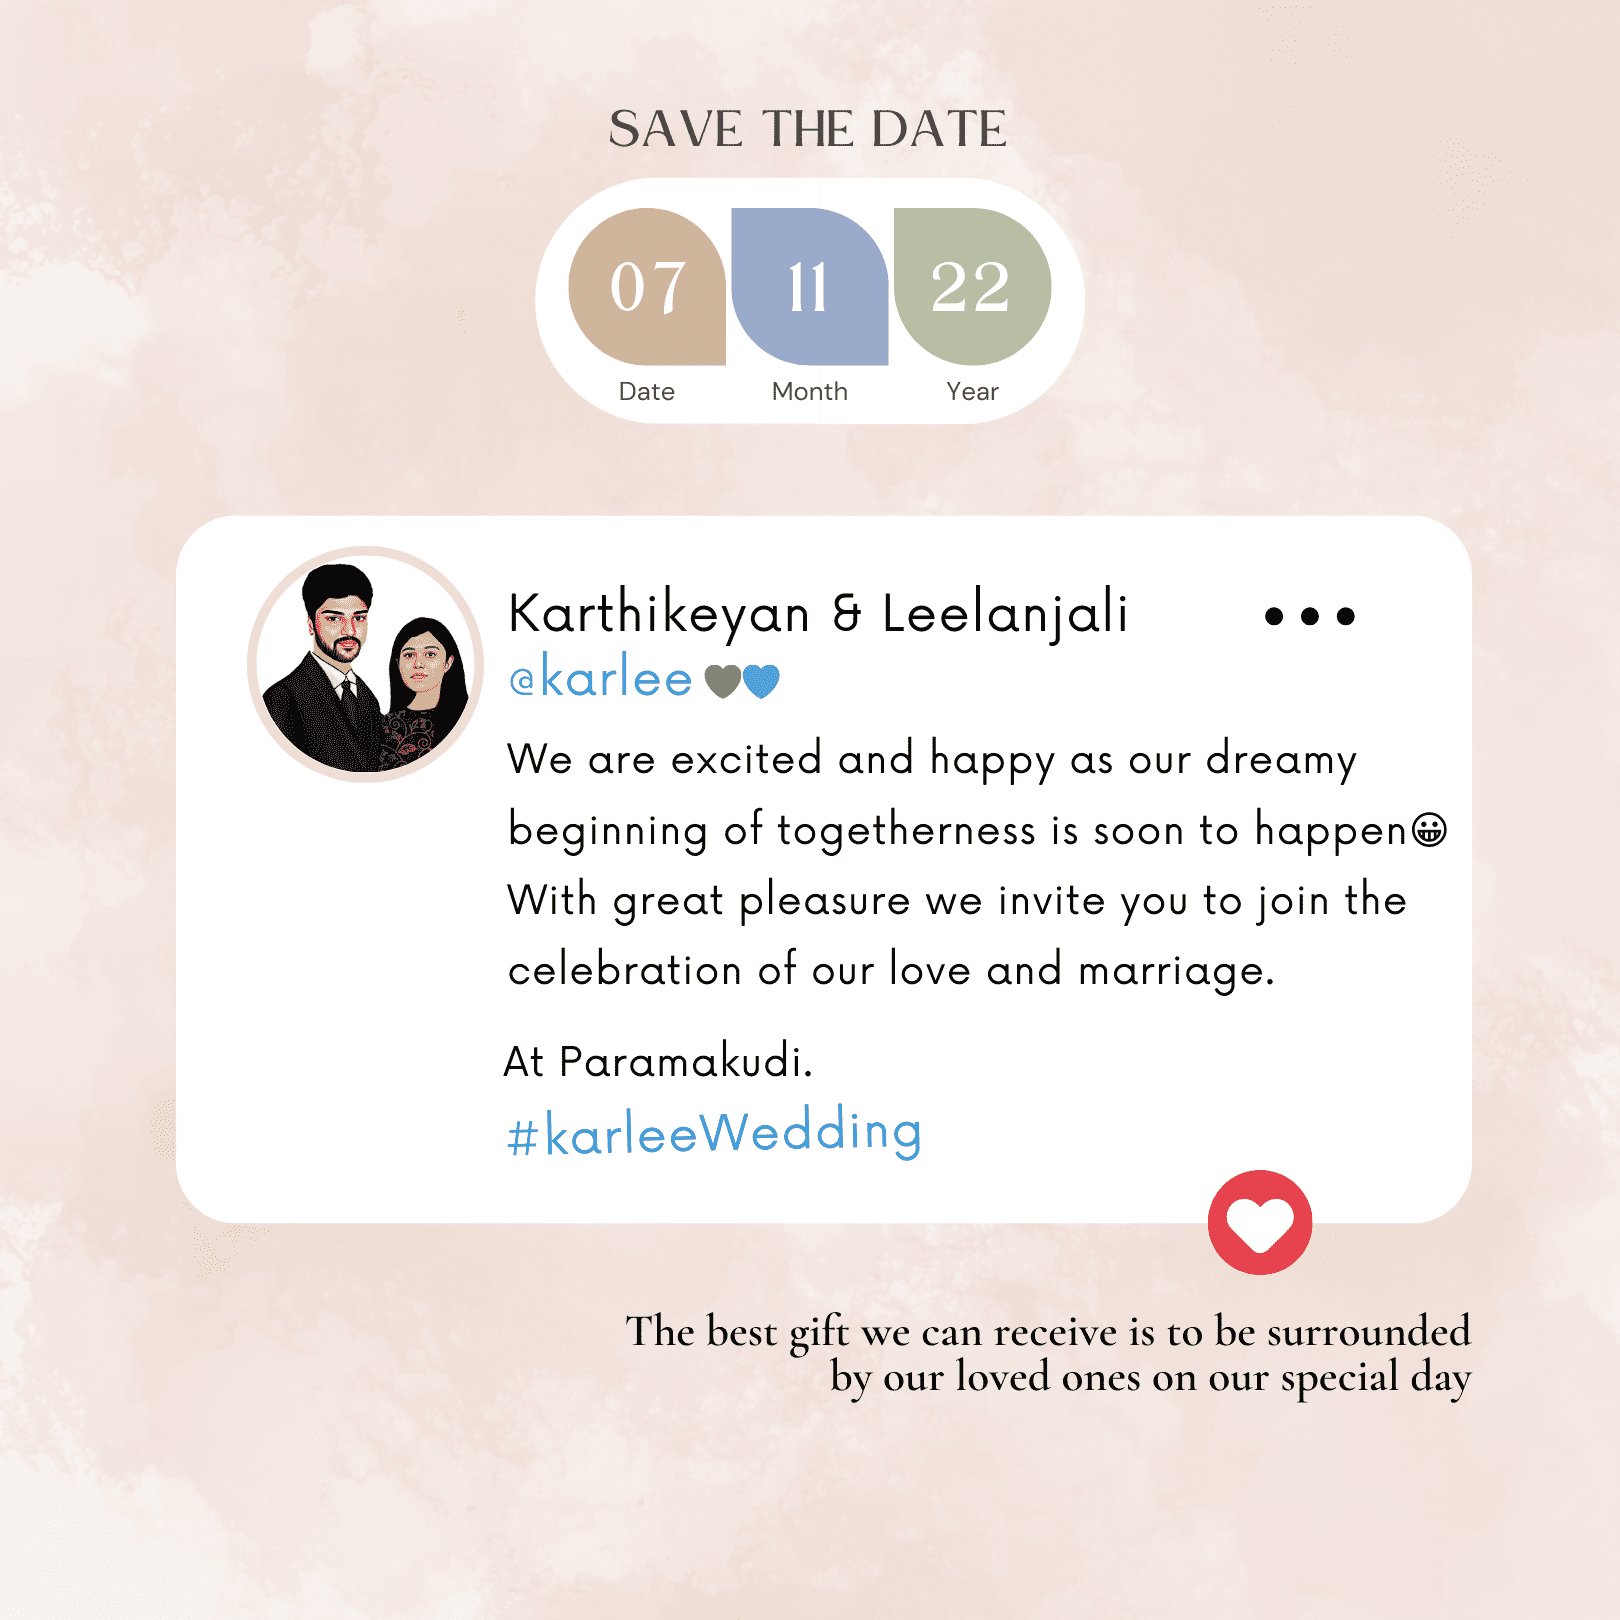 SAVE THE DATE
07 11 22
Date Month Year
Karthikeyan & Leelanjali
@karlee
We are excited and happy as our dreamy
beginning of togetherness is soon to happen😀
With great pleasure we invite you to join the
celebration of our love and marriage.
At Paramakudi.
#karleeWedding
The best gift we can receive is to be surrounded
by our loved ones on our special day